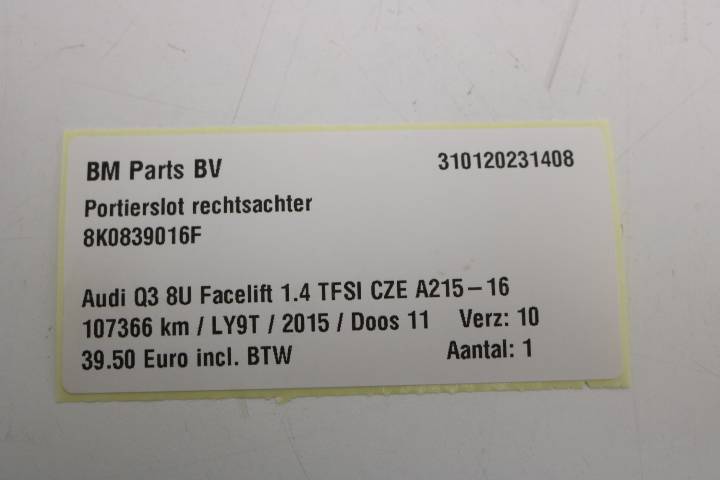 BM Parts BV 310120231408
Portierslot rechtsachter
8K0839016F
Audi Q3 8U Facelift 1.4 TFSI CZE A215-16
107366 km / LY9T / 2015 / Doos 11 Verz: 10
39.50 Euro incl. BTW Aantal: 1